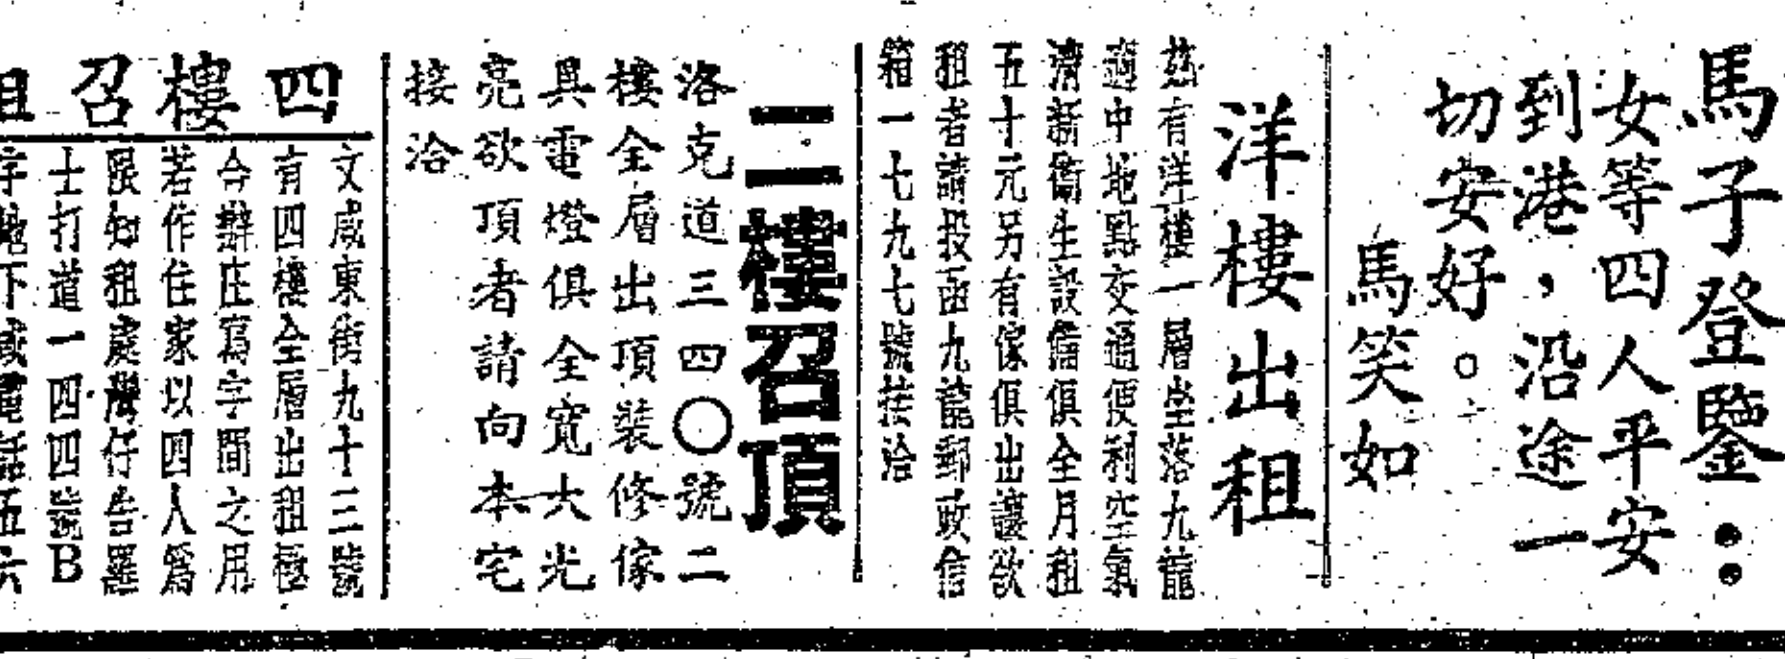 馬子登鑒：
女等四人平安
到港，沿途一
切安好。
馬笑如
洋樓出租
茲有洋樓一層坐落九龍
適中地點交通便利空氣
清新衛生設備俱全月租
五十元另有傢俱出讓欲
租者請投函九龍郵政信
箱一七九七號接洽
二樓召頂
洛克道三四〇號二
樓全層出頂裝修傢
具電燈俱全寬大光
亮欲頂者請向本宅
接洽
四樓召租
文咸東街九十三號
有四樓全層出租極
合辦庄寫字間之用
若作住家以四人為
限知租處灣仔告羅
士打道一四四號B
字地下或電話五六